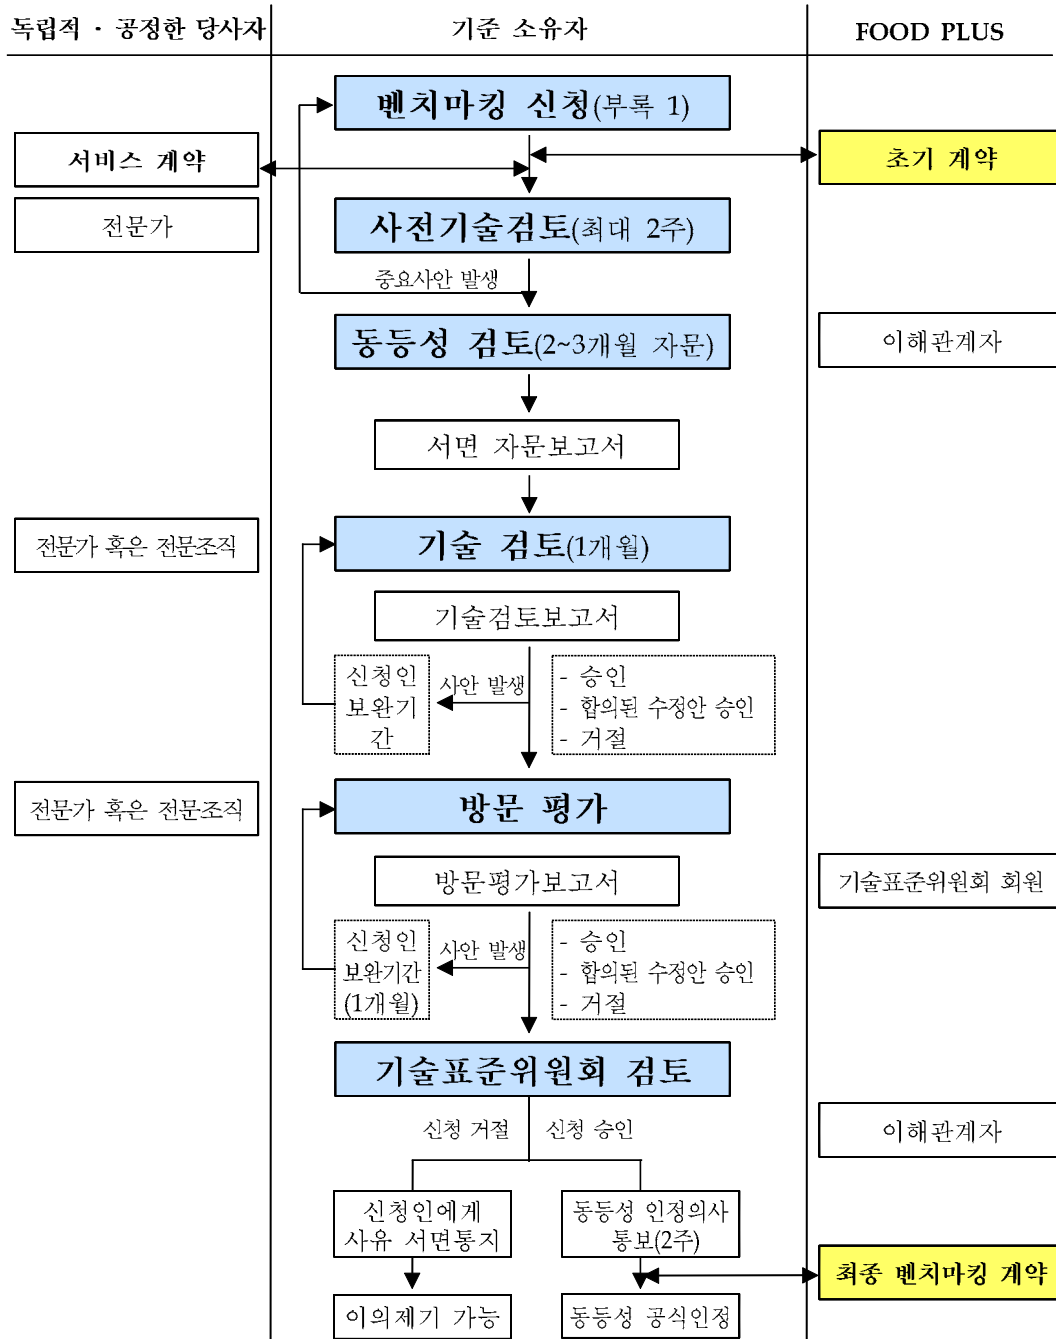 독립적 · 공정한 당사자
기준 소유자
FOOD PLUS
벤치마킹 신청(부록 1)
서비스 계약
초기 계약
전문가
사전기술검토(최대 2주)
중요사안 발생
동등성 검토(2~3개월 자문)
이해관계자
서면 자문보고서
전문가 혹은 전문조직
기술 검토(1개월)
기술검토보고서
신청인
보완기
간
사안 발생
- 승인
- 합의된 수정안 승인
- 거절
전문가 혹은 전문조직
방문 평가
방문평가보고서
기술표준위원회 회원
신청인
보완기간
(1개월)
사안 발생
- 승인
- 합의된 수정안 승인
- 거절
기술표준위원회 검토
신청 거절
신청 승인
이해관계자
신청인에게
사유 서면통지
동등성 인정의사
통보(2주)
최종 벤치마킹 계약
이의제기 가능
동등성 공식인정